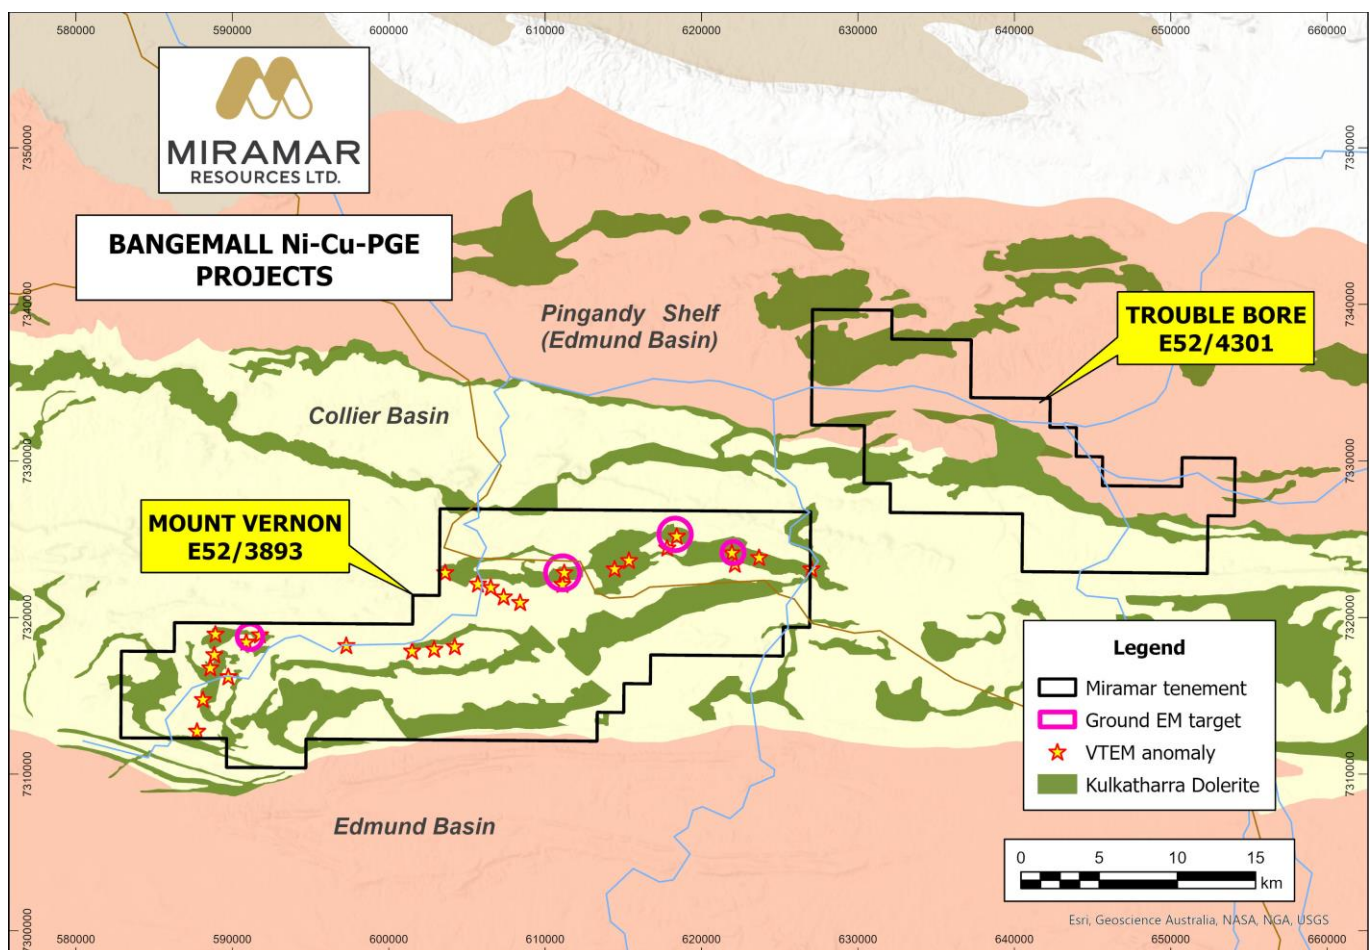 580000 590000 600000 610000 620000 630000 640000 650000 660000
MIRAMAR
RESOURCES LTD.
7350000 7350000
BANGEMALL Ni-Cu-PGE
PROJECTS
Pingandy Shelf
(Edmund Basin)
TROUBLE BORE
E52/4301
7340000 7340000
Collier Basin
7330000 7330000
MOUNT VERNON
E52/3893
7320000 7320000
Legend
Miramar tenement
Ground EM target
VTEM anomaly
Kulkatharra Dolerite
7310000 7310000
Edmund Basin
0 5 10 15
km
Esri, Geoscience Australia, NASA, NGA, USGS
7300000 7300000
580000 590000 600000 610000 620000 630000 640000 650000 660000